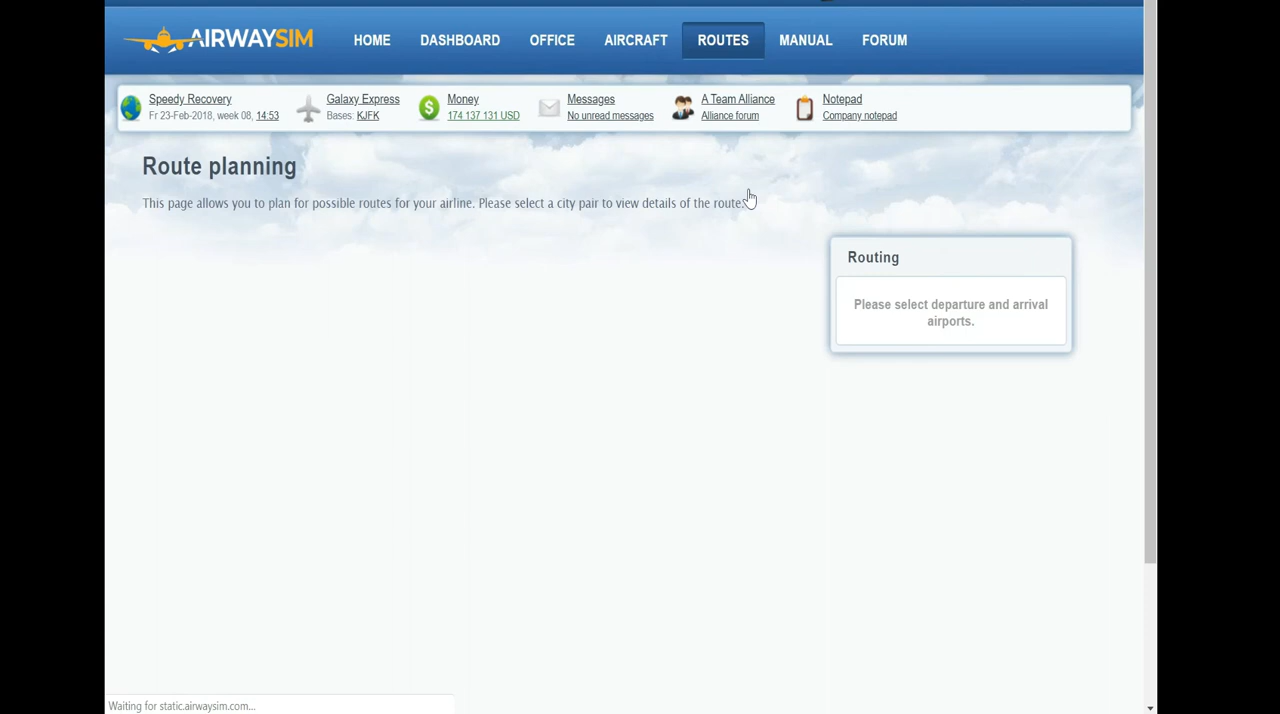 AIRWAYSIM
HOME
DASHBOARD
OFFICE
AIRCRAFT
ROUTES
MANUAL
FORUM
Speedy Recovery
Fr 23-Feb-2018, week 08, 14:53
Galaxy Express
Bases: KJFK
Money
174 137 131 USD
Messages
No unread messages
A Team Alliance
Alliance forum
Notepad
Company notepad
Route planning
This page allows you to plan for possible routes for your airline. Please select a city pair to view details of the route.
Routing
Please select departure and arrival
airports.
Waiting for static.airwaysim.com...